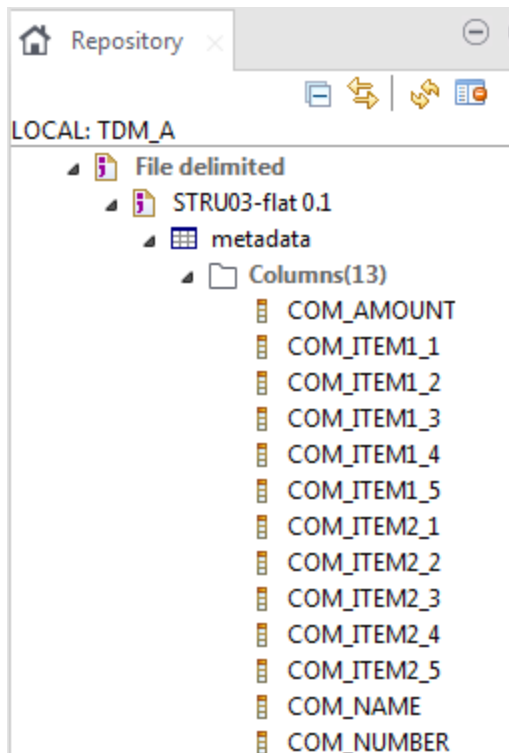 Repository
LOCAL: TDM_A
File delimited
STRU03-flat 0.1
metadata
Columns(13)
COM_AMOUNT
COM_ITEM1_1
COM_ITEM1_2
COM_ITEM1_3
COM_ITEM1_4
COM_ITEM1_5
COM_ITEM2_1
COM_ITEM2_2
COM_ITEM2_3
COM_ITEM2_4
COM_ITEM2_5
COM_NAME
COM_NUMBER